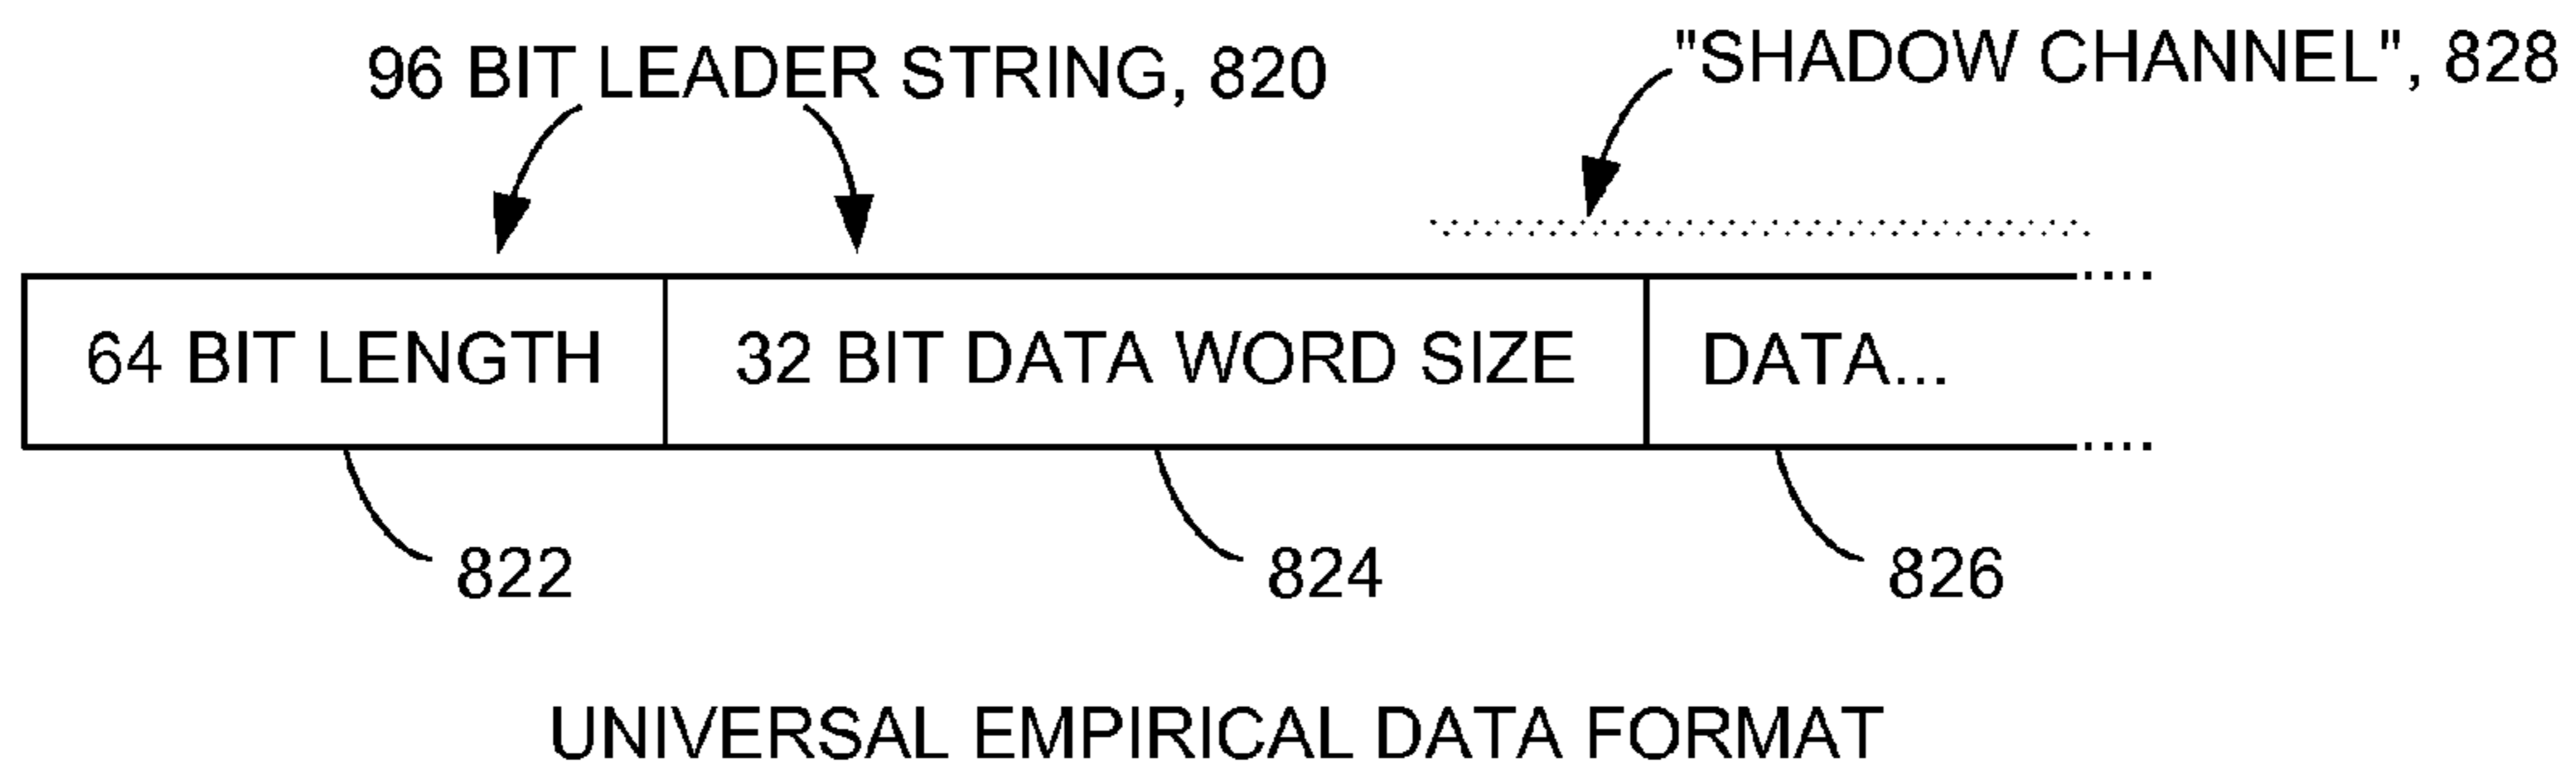 96 BIT LEADER STRING, 820
"SHADOW CHANNEL", 828
64 BIT LENGTH
32 BIT DATA WORD SIZE
DATA...
822
824
826
UNIVERSAL EMPIRICAL DATA FORMAT